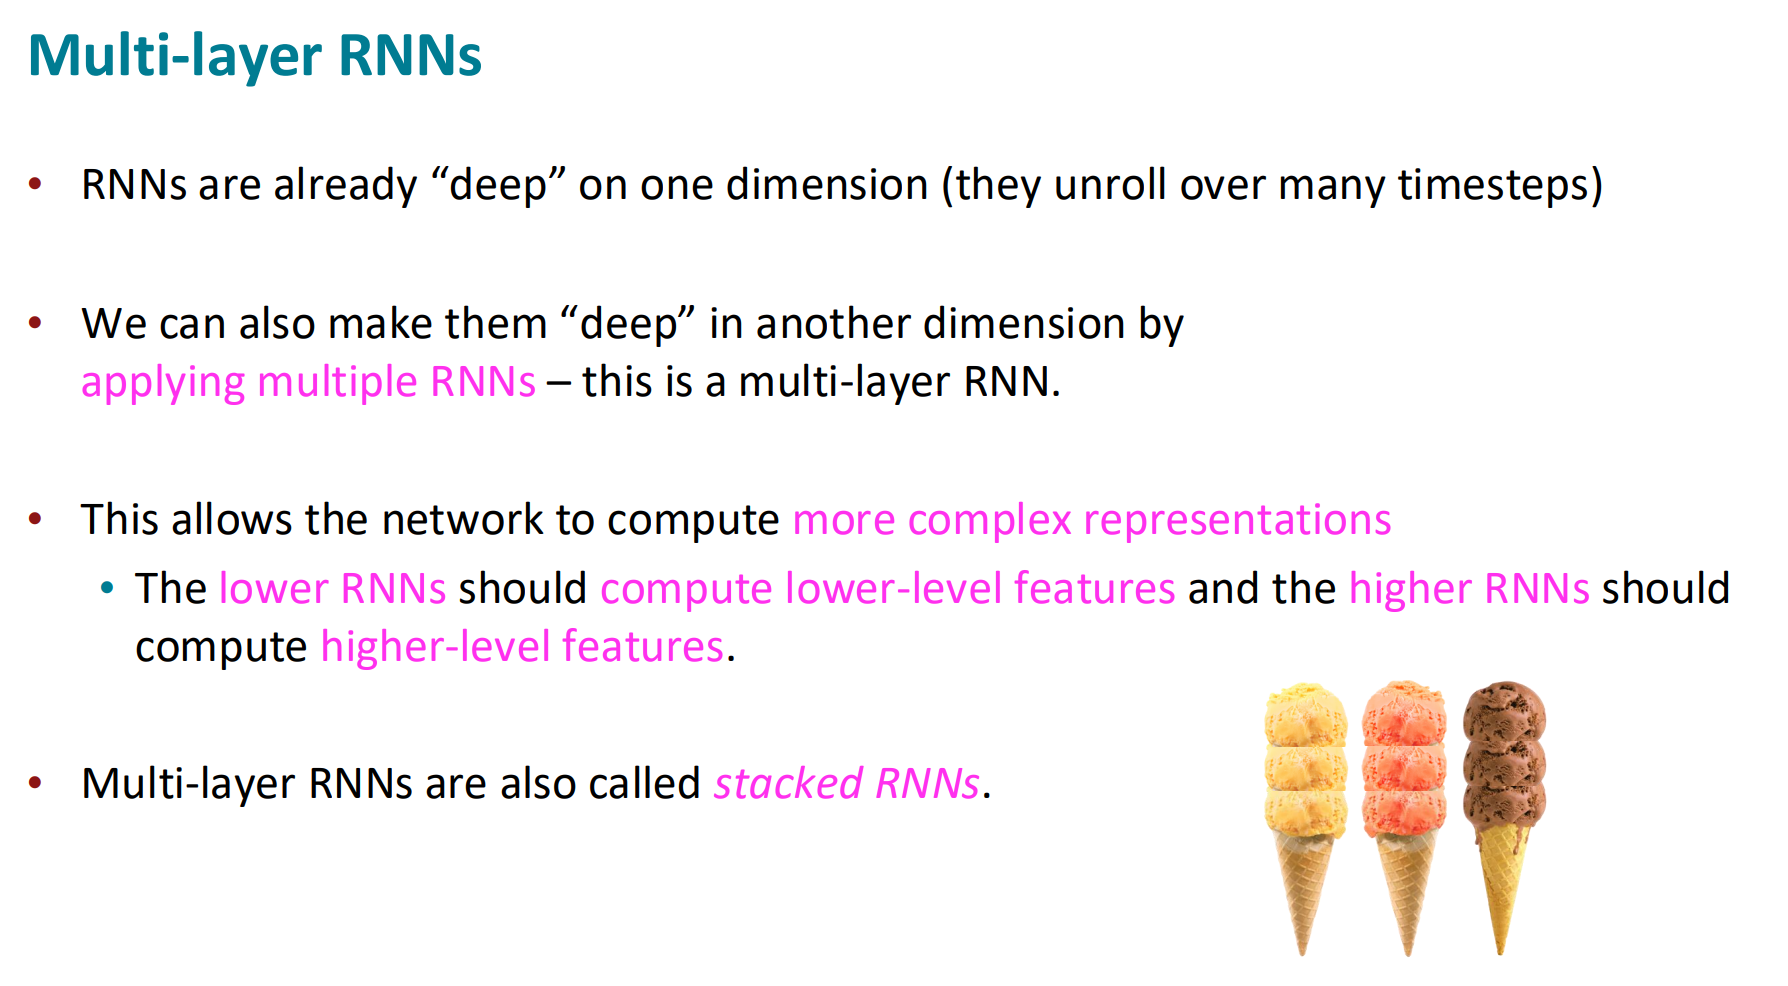 Multi-layer RNNs
• RNNs are already “deep” on one dimension (they unroll over many timesteps)
• We can also make them “deep” in another dimension by
applying multiple RNNs – this is a multi-layer RNN.
• This allows the network to compute more complex representations
• The lower RNNs should compute lower-level features and the higher RNNs should
compute higher-level features.
• Multi-layer RNNs are also called stacked RNNs.